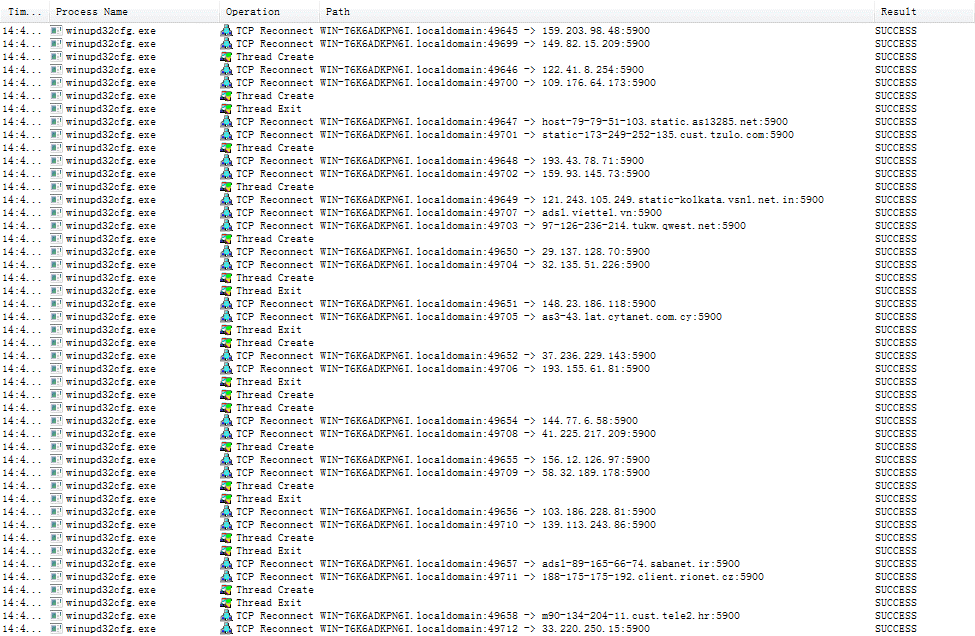 Tim... Process Name Operation Path Result
14:4... winupd32cfg.exe TCP Reconnect WIN-T6K6ADKPN6I.localdomain:49645 -> 159.203.98.48:5900 SUCCESS
14:4... winupd32cfg.exe TCP Reconnect WIN-T6K6ADKPN6I.localdomain:49699 -> 149.82.15.209:5900 SUCCESS
14:4... winupd32cfg.exe Thread Create SUCCESS
14:4... winupd32cfg.exe TCP Reconnect WIN-T6K6ADKPN6I.localdomain:49646 -> 122.41.8.254:5900 SUCCESS
14:4... winupd32cfg.exe TCP Reconnect WIN-T6K6ADKPN6I.localdomain:49700 -> 109.176.64.173:5900 SUCCESS
14:4... winupd32cfg.exe Thread Create SUCCESS
14:4... winupd32cfg.exe Thread Exit SUCCESS
14:4... winupd32cfg.exe TCP Reconnect WIN-T6K6ADKPN6I.localdomain:49647 -> host-79-79-51-103.static.as13285.net:5900 SUCCESS
14:4... winupd32cfg.exe TCP Reconnect WIN-T6K6ADKPN6I.localdomain:49701 -> static-173-249-252-135.cust.tzulo.com:5900 SUCCESS
14:4... winupd32cfg.exe Thread Create SUCCESS
14:4... winupd32cfg.exe TCP Reconnect WIN-T6K6ADKPN6I.localdomain:49648 -> 193.43.78.71:5900 SUCCESS
14:4... winupd32cfg.exe TCP Reconnect WIN-T6K6ADKPN6I.localdomain:49702 -> 159.93.145.73:5900 SUCCESS
14:4... winupd32cfg.exe Thread Create SUCCESS
14:4... winupd32cfg.exe TCP Reconnect WIN-T6K6ADKPN6I.localdomain:49649 -> 121.243.105.249.static-kolkata.vsnl.net.in:5900 SUCCESS
14:4... winupd32cfg.exe TCP Reconnect WIN-T6K6ADKPN6I.localdomain:49707 -> adsl.viettel.vn:5900 SUCCESS
14:4... winupd32cfg.exe TCP Reconnect WIN-T6K6ADKPN6I.localdomain:49703 -> 97-126-236-214.tukw.qwest.net:5900 SUCCESS
14:4... winupd32cfg.exe Thread Create SUCCESS
14:4... winupd32cfg.exe TCP Reconnect WIN-T6K6ADKPN6I.localdomain:49650 -> 29.137.128.70:5900 SUCCESS
14:4... winupd32cfg.exe TCP Reconnect WIN-T6K6ADKPN6I.localdomain:49704 -> 32.135.51.226:5900 SUCCESS
14:4... winupd32cfg.exe Thread Create SUCCESS
14:4... winupd32cfg.exe Thread Exit SUCCESS
14:4... winupd32cfg.exe TCP Reconnect WIN-T6K6ADKPN6I.localdomain:49651 -> 148.23.186.118:5900 SUCCESS
14:4... winupd32cfg.exe TCP Reconnect WIN-T6K6ADKPN6I.localdomain:49705 -> as3-43.lat.cytanet.com.cy:5900 SUCCESS
14:4... winupd32cfg.exe Thread Exit SUCCESS
14:4... winupd32cfg.exe Thread Create SUCCESS
14:4... winupd32cfg.exe TCP Reconnect WIN-T6K6ADKPN6I.localdomain:49652 -> 37.236.229.143:5900 SUCCESS
14:4... winupd32cfg.exe TCP Reconnect WIN-T6K6ADKPN6I.localdomain:49706 -> 193.155.61.81:5900 SUCCESS
14:4... winupd32cfg.exe Thread Exit SUCCESS
14:4... winupd32cfg.exe Thread Create SUCCESS
14:4... winupd32cfg.exe Thread Create SUCCESS
14:4... winupd32cfg.exe TCP Reconnect WIN-T6K6ADKPN6I.localdomain:49654 -> 144.77.6.58:5900 SUCCESS
14:4... winupd32cfg.exe TCP Reconnect WIN-T6K6ADKPN6I.localdomain:49708 -> 41.225.217.209:5900 SUCCESS
14:4... winupd32cfg.exe Thread Create SUCCESS
14:4... winupd32cfg.exe TCP Reconnect WIN-T6K6ADKPN6I.localdomain:49655 -> 156.12.126.97:5900 SUCCESS
14:4... winupd32cfg.exe TCP Reconnect WIN-T6K6ADKPN6I.localdomain:49709 -> 58.32.189.178:5900 SUCCESS
14:4... winupd32cfg.exe Thread Create SUCCESS
14:4... winupd32cfg.exe Thread Exit SUCCESS
14:4... winupd32cfg.exe TCP Reconnect WIN-T6K6ADKPN6I.localdomain:49656 -> 103.186.228.81:5900 SUCCESS
14:4... winupd32cfg.exe TCP Reconnect WIN-T6K6ADKPN6I.localdomain:49710 -> 139.113.243.86:5900 SUCCESS
14:4... winupd32cfg.exe Thread Create SUCCESS
14:4... winupd32cfg.exe Thread Exit SUCCESS
14:4... winupd32cfg.exe TCP Reconnect WIN-T6K6ADKPN6I.localdomain:49657 -> adsl-89-165-66-74.sabanet.ir:5900 SUCCESS
14:4... winupd32cfg.exe TCP Reconnect WIN-T6K6ADKPN6I.localdomain:49711 -> 188-175-175-192.client.rionet.cz:5900 SUCCESS
14:4... winupd32cfg.exe Thread Create SUCCESS
14:4... winupd32cfg.exe Thread Exit SUCCESS
14:4... winupd32cfg.exe TCP Reconnect WIN-T6K6ADKPN6I.localdomain:49658 -> m90-134-204-11.cust.tele2.hr:5900 SUCCESS
14:4... winupd32cfg.exe TCP Reconnect WIN-T6K6ADKPN6I.localdomain:49712 -> 33.220.250.15:5900 SUCCESS